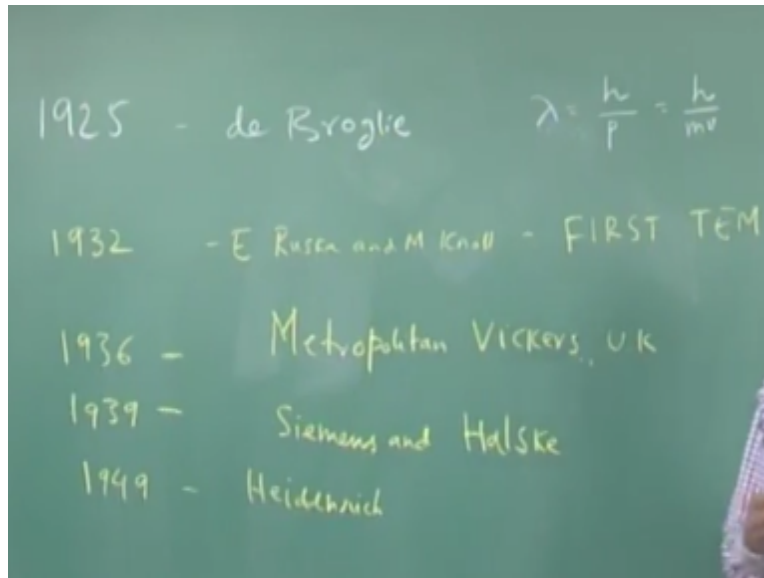 1925 - de Broglie λ = h/p = h/mv
1932 - E Ruska and M Knoll - FIRST TEM
1936 - Metropolitan Vickers, UK
1939 - Siemens and Halske
1949 - Heidenrich